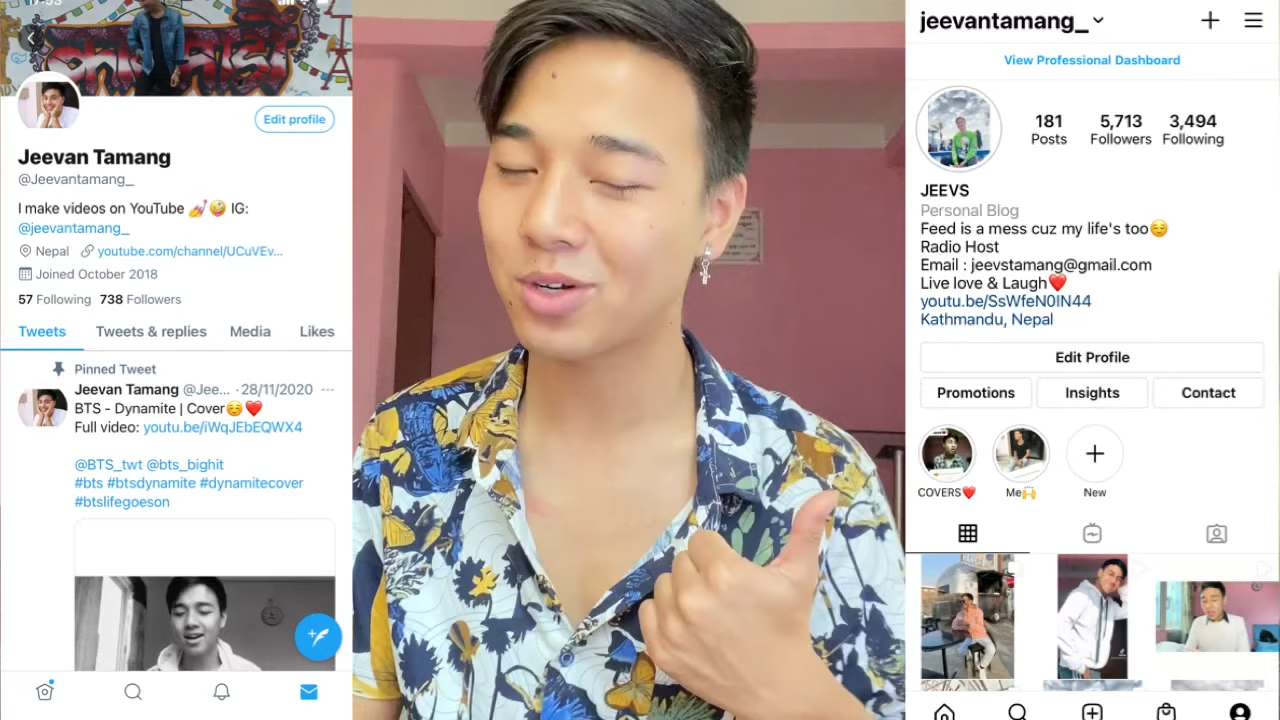 17:53
Edit profile
Jeevan Tamang
@Jeevantamang_
I make videos on YouTube 💅🤪 IG:
@jeevantamang_
Nepal youtube.com/channel/UCuVEv...
Joined October 2018
57 Following 738 Followers
Tweets Tweets & replies Media Likes
Pinned Tweet
Jeevan Tamang @Jee... · 28/11/2020 ...
BTS - Dynamite | Cover😌❤️
Full video: youtu.be/iWqJEbEQWX4
@BTS_twt @bts_bighit
#bts #btsdynamite #dynamitecover
#btslifegoeson
jeevantamang_
View Professional Dashboard
181 5,713 3,494
Posts Followers Following
JEEVS
Personal Blog
Feed is a mess cuz my life's too😌
Radio Host
Email : jeevstamang@gmail.com
Live love & Laugh❤️
youtu.be/SsWfeN0IN44
Kathmandu, Nepal
Edit Profile
Promotions Insights Contact
COVERS❤️ Me🙌 New